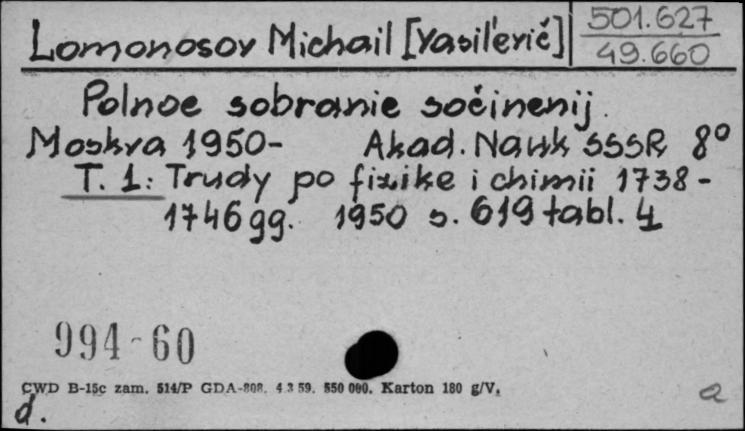 Lomonosov Michail [Vasil'evič]
501.627
49.660
Polnoe sobranie sočinenij.
Moskva 1950- Akad. Nauk SSSR 8°
T. 1: Trudy po fizike i chimii 1738-
1746 gg. 1950 s. 619 tabl. 4
994-60
CWD B-15c zam. 514/P GDA-808. 4 3 59. 550 000. Karton 180 g/V.
a
d.